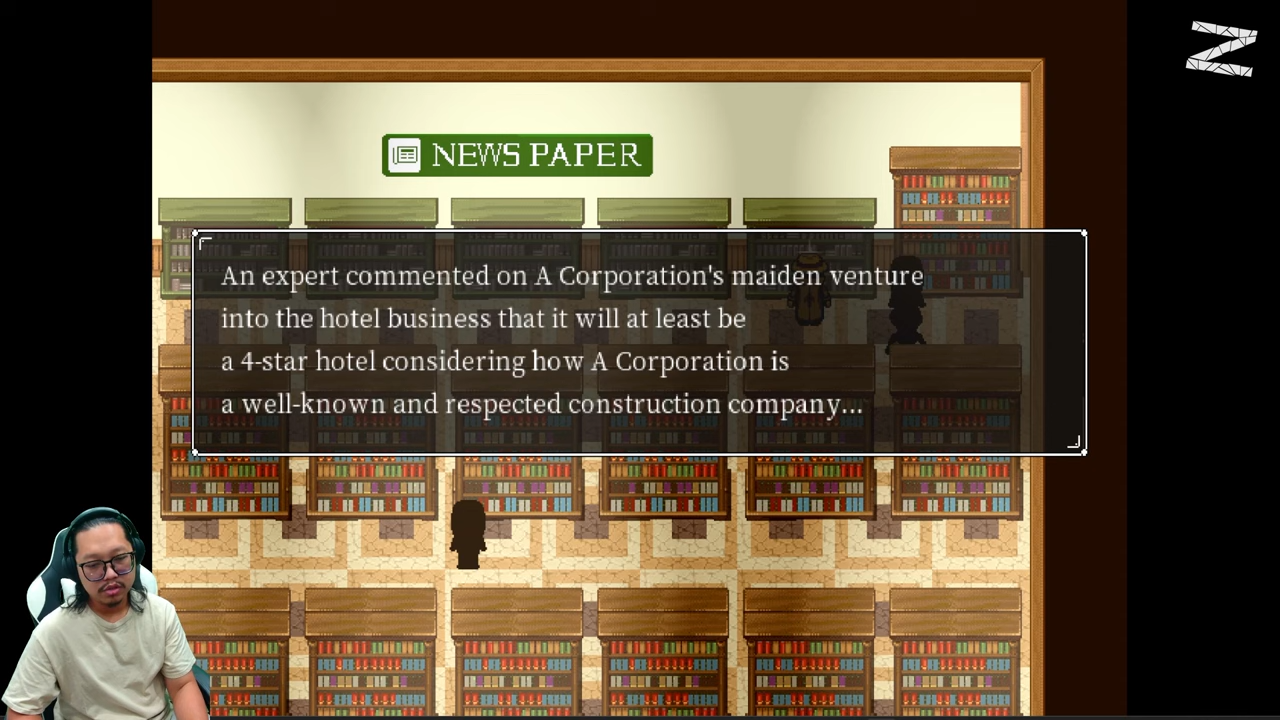 Z
NEWS PAPER
An expert commented on A Corporation's maiden venture
into the hotel business that it will at least be
a 4-star hotel considering how A Corporation is
a well-known and respected construction company...